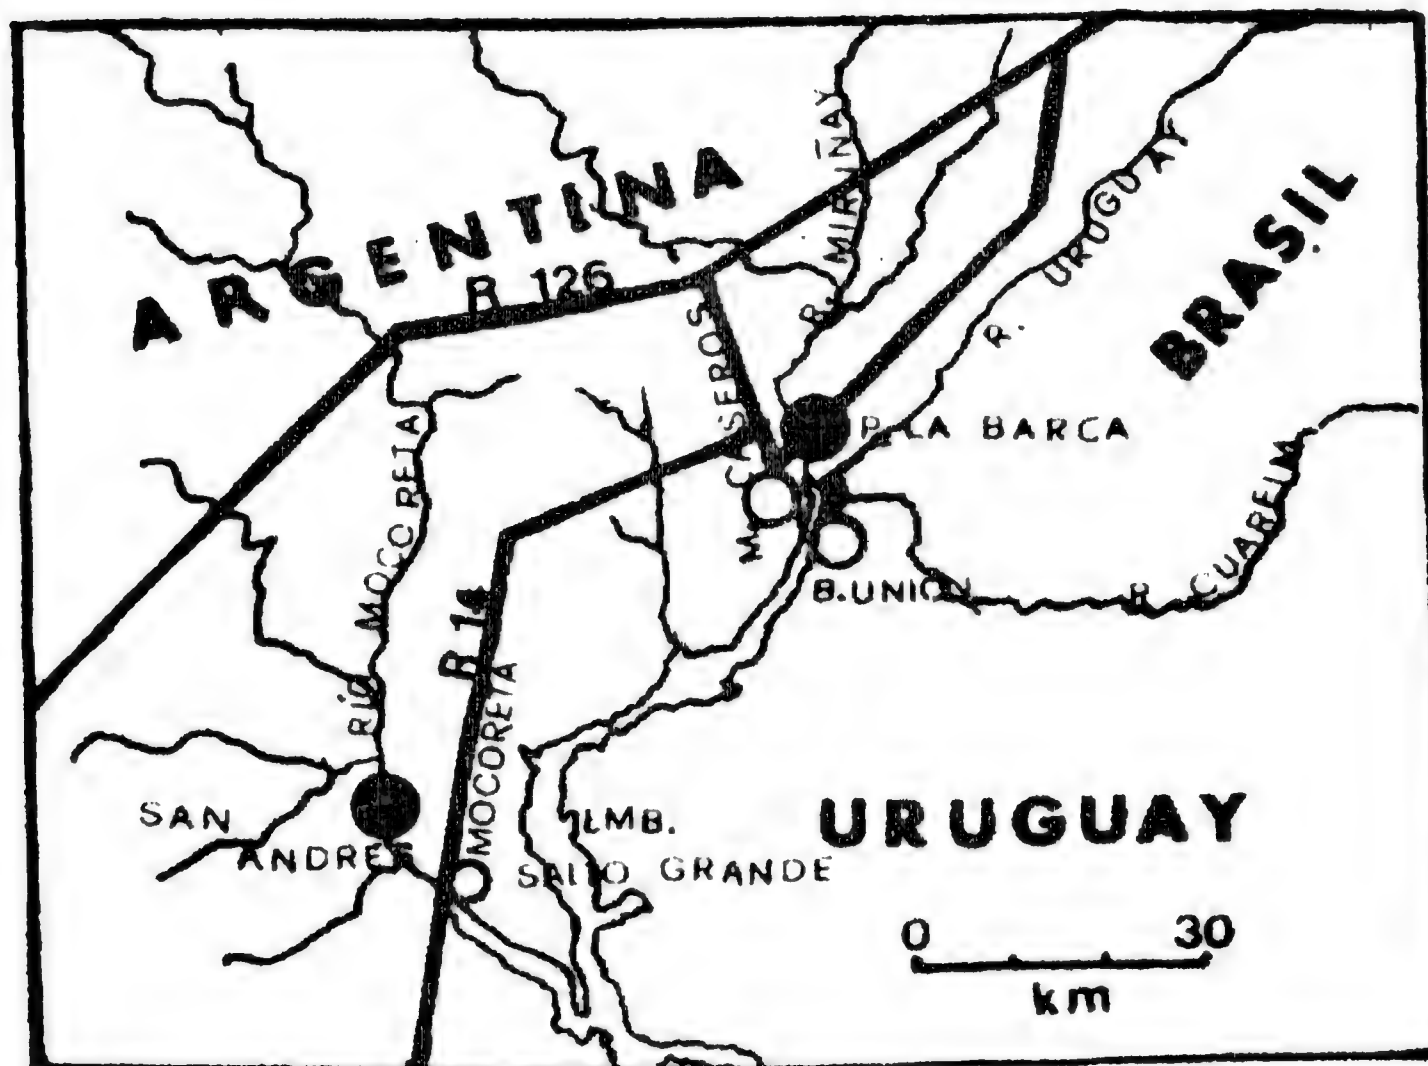 ARGENTINA
R 126
R. MIRIÑAY
R. URUGUAY
BRASIL
M. CASEROS
P. LA BARCA
R CUAREIM
B. UNION
RIO MOCORETA
R 14
MOCORETA
SAN
ANDRES
EMB.
SALTO GRANDE
URUGUAY
0 30
km